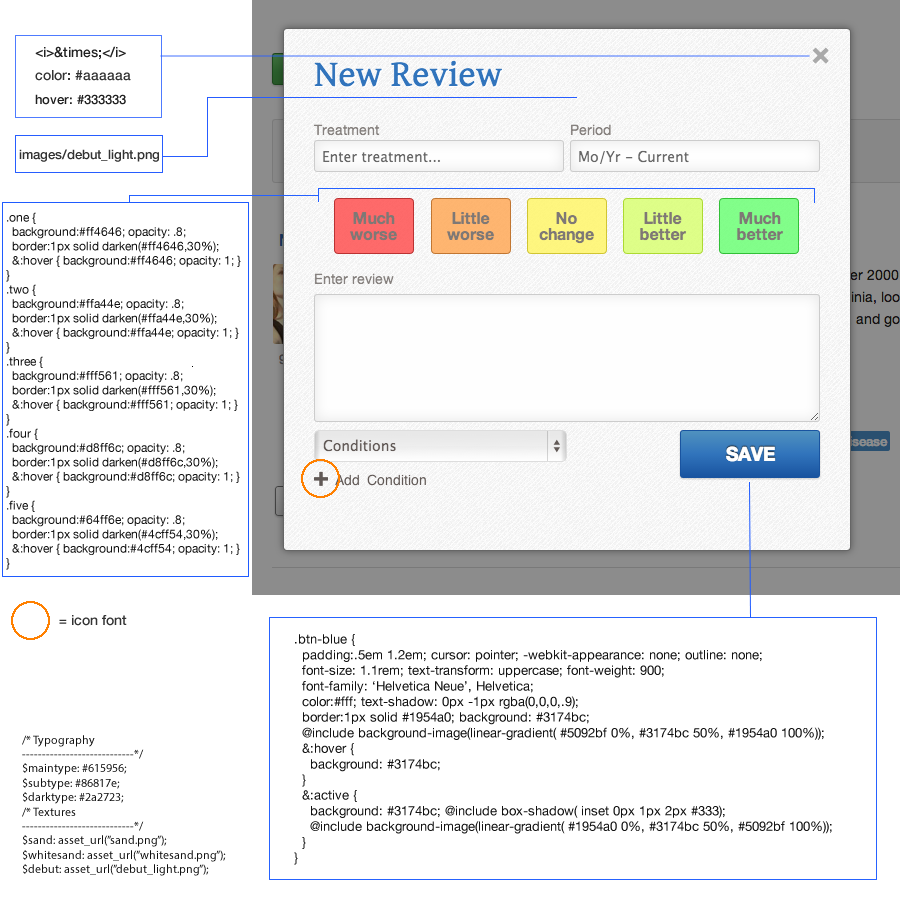 <i>&times;</i>
color: #aaaaaa
hover: #333333
images/debut_light.png
.one {
background:#ff4646; opacity: .8;
border:1px solid darken(#ff4646,30%);
&:hover { background:#ff4646; opacity: 1; }
}
.two {
background:#ffa44e; opacity: .8;
border:1px solid darken(#ffa44e,30%);
&:hover { background:#ffa44e; opacity: 1; }
}
.three {
background:#fff561; opacity: .8;
border:1px solid darken(#fff561,30%);
&:hover { background:#fff561; opacity: 1; }
}
.four {
background:#d8ff6c; opacity: .8;
border:1px solid darken(#d8ff6c,30%);
&:hover { background:#d8ff6c; opacity: 1; }
}
.five {
background:#64ff6e; opacity: .8;
border:1px solid darken(#4cff54,30%);
&:hover { background:#4cff54; opacity: 1; }
}
New Review
Treatment Period
Enter treatment... Mo/Yr – Current
Much worse
Little worse
No change
Little better
Much better
Enter review
er 2000
inia, loo
and go
Conditions
SAVE
isease
Add Condition
= icon font
.btn-blue {
padding:.5em 1.2em; cursor: pointer; -webkit-appearance: none; outline: none;
font-size: 1.1rem; text-transform: uppercase; font-weight: 900;
font-family: ‘Helvetica Neue’, Helvetica;
color:#fff; text-shadow: 0px -1px rgba(0,0,0,.9);
border:1px solid #1954a0; background: #3174bc;
@include background-image(linear-gradient( #5092bf 0%, #3174bc 50%, #1954a0 100%));
&:hover {
background: #3174bc;
}
&:active {
background: #3174bc; @include box-shadow( inset 0px 1px 2px #333);
@include background-image(linear-gradient( #1954a0 0%, #3174bc 50%, #5092bf 100%));
}
}
/* Typography
----------------------------*/
$maintype: #615956;
$subtype: #86817e;
$darktype: #2a2723;
/* Textures
----------------------------*/
$sand: asset_url("sand.png");
$whitesand: asset_url("whitesand.png");
$debut: asset_url("debut_light.png");